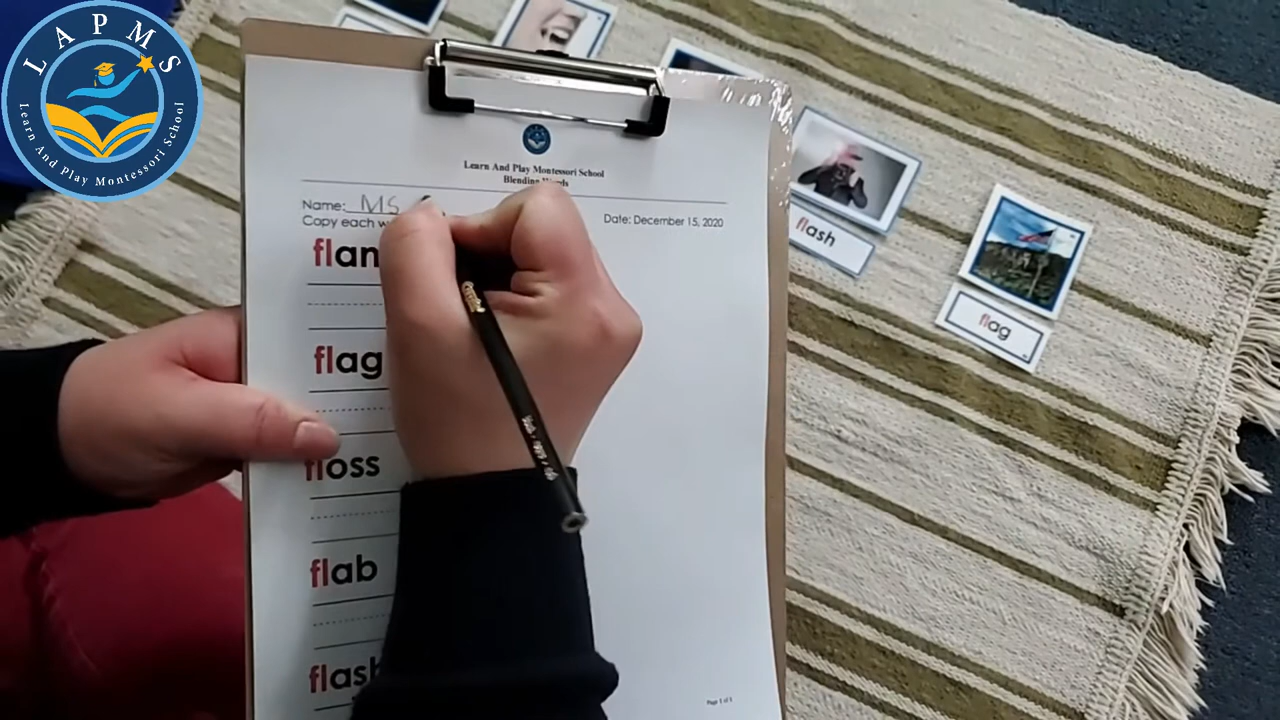 LAPMS
Learn And Play Montessori School
Learn And Play Montessori School
Blending Words
Name: MS
Date: December 15, 2020
Copy each
flan
flag
floss
flab
flash
Page 1 of 1
flash
flag